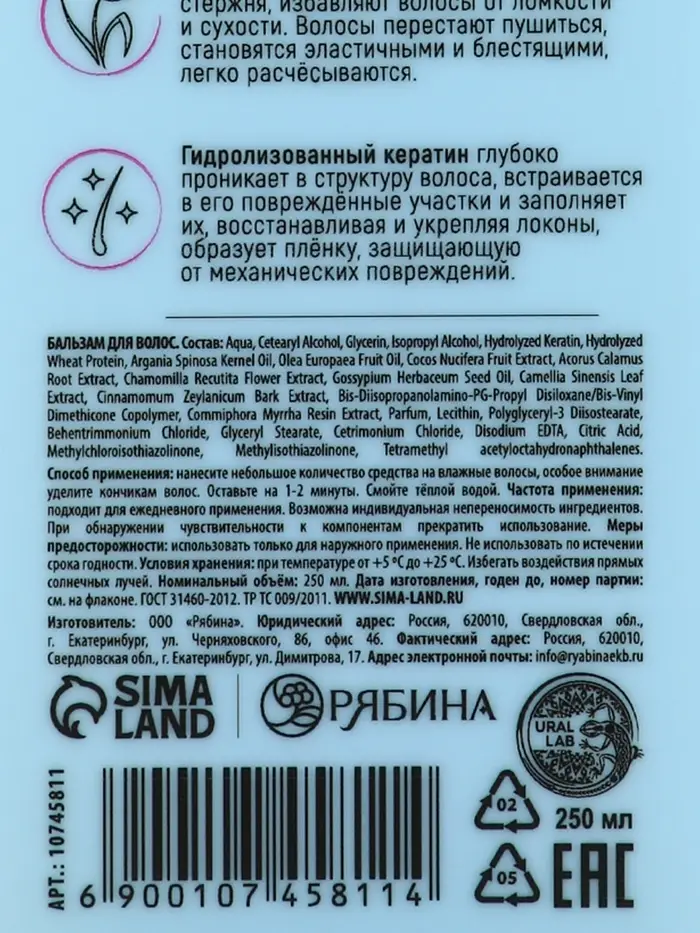 стержня, избавляют волосы от ломкости
и сухости. Волосы перестают пушиться,
становятся эластичными и блестящими,
легко расчёсываются.
Гидролизованный кератин глубоко
проникает в структуру волоса, встраивается
в его повреждённые участки и заполняет
их, восстанавливая и укрепляя локоны,
образует плёнку, защищающую
от механических повреждений.
БАЛЬЗАМ ДЛЯ ВОЛОС. Состав: Aqua, Cetearyl Alcohol, Glycerin, Isopropyl Alcohol, Hydrolyzed Keratin, Hydrolyzed
Wheat Protein, Argania Spinosa Kernel Oil, Olea Europaea Fruit Oil, Cocos Nucifera Fruit Extract, Acorus Calamus
Root Extract, Chamomilla Recutita Flower Extract, Gossypium Herbaceum Seed Oil, Camellia Sinensis Leaf
Extract, Cinnamomum Zeylanicum Bark Extract, Bis-Diisopropanolamino-PG-Propyl Disiloxane/Bis-Vinyl
Dimethicone Copolymer, Commiphora Myrrha Resin Extract, Parfum, Lecithin, Polyglyceryl-3 Diisostearate,
Behentrimmonium Chloride, Glyceryl Stearate, Cetrimonium Chloride, Disodium EDTA, Citric Acid,
Methylchloroisothiazolinone, Methylisothiazolinone, Tetramethyl acetyloctahydronaphthalenes.
Способ применения: нанесите небольшое количество средства на влажные волосы, особое внимание
уделите кончикам волос. Оставьте на 1-2 минуты. Смойте тёплой водой. Частота применения:
подходит для ежедневного применения. Возможна индивидуальная непереносимость ингредиентов.
При обнаружении чувствительности к компонентам прекратить использование. Меры
предосторожности: использовать только для наружного применения. Не использовать по истечении
срока годности. Условия хранения: при температуре от +5 ºС до +25 ºС. Избегать воздействия прямых
солнечных лучей. Номинальный объём: 250 мл. Дата изготовления, годен до, номер партии:
см. на флаконе. ГОСТ 31460-2012. ТР ТС 009/2011. WWW.SIMA-LAND.RU
Изготовитель: ООО «Рябина». Юридический адрес: Россия, 620010, Свердловская обл.,
г. Екатеринбург, ул. Черняховского, 86, офис 46. Фактический адрес: Россия, 620010,
Свердловская обл., г. Екатеринбург, ул. Димитрова, 17. Адрес электронной почты: info@ryabinaekb.ru
SIMA
LAND
РЯБИНА
URAL
LAB
АРТ.: 10745811
6 900107 458114
02
250 мл
05
EAC